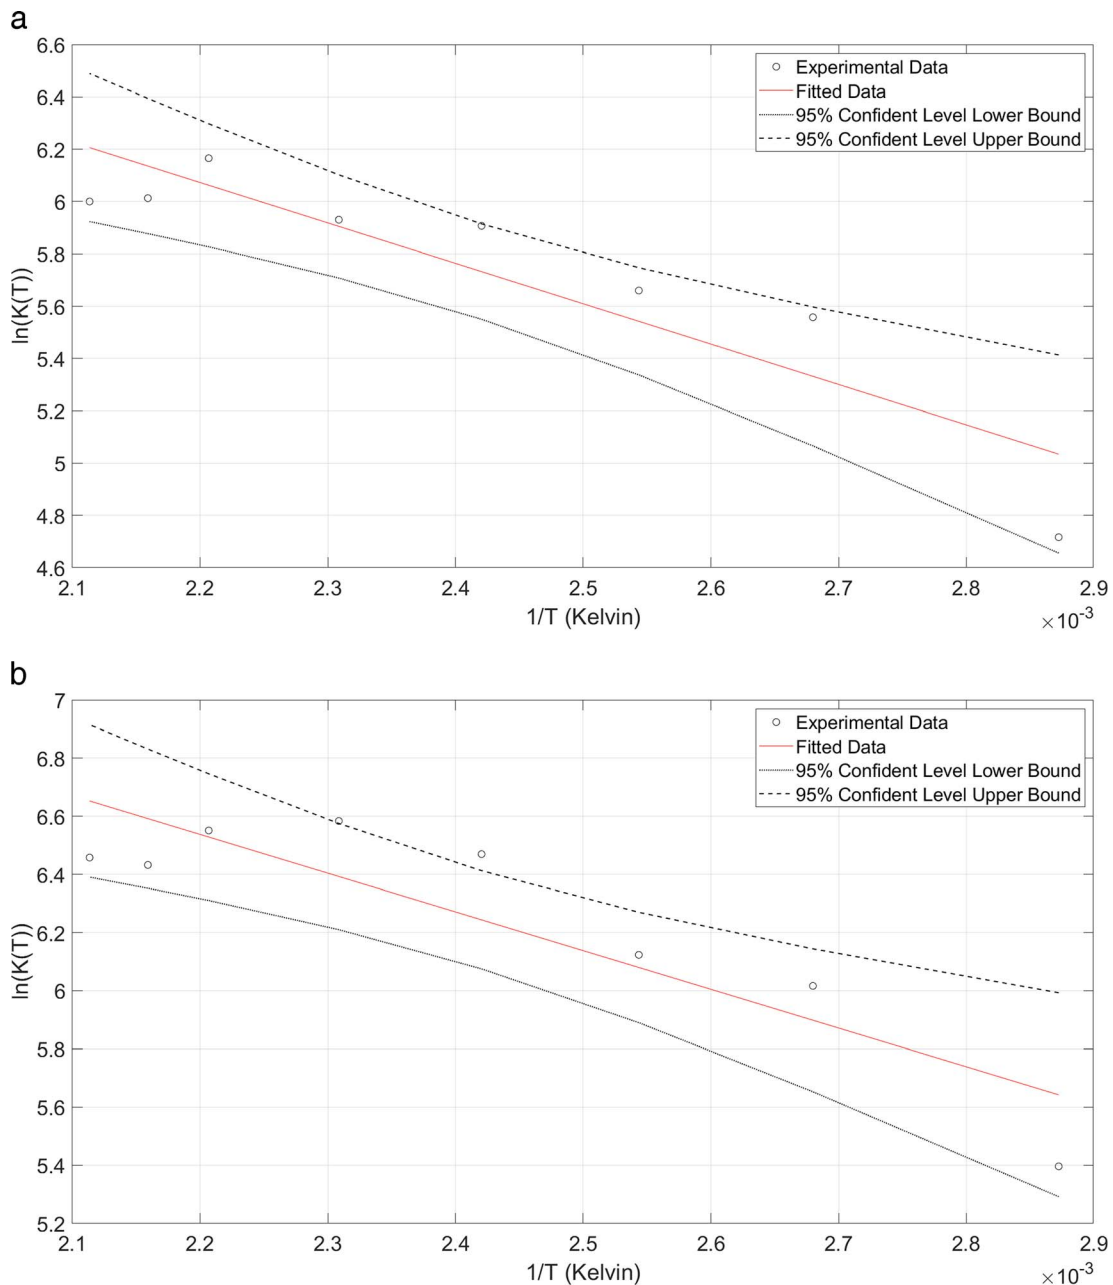 a
6.6
6.4
6.2
6
5.8
5.6
5.4
5.2
5
4.8
4.6
ln(K(T))
Experimental Data
Fitted Data
95% Confident Level Lower Bound
95% Confident Level Upper Bound
2.1 2.2 2.3 2.4 2.5 2.6 2.7 2.8 2.9
1/T (Kelvin)
×10-3
b
7
6.8
6.6
6.4
6.2
6
5.8
5.6
5.4
5.2
ln(K(T))
Experimental Data
Fitted Data
95% Confident Level Lower Bound
95% Confident Level Upper Bound
2.1 2.2 2.3 2.4 2.5 2.6 2.7 2.8 2.9
1/T (Kelvin)
×10-3